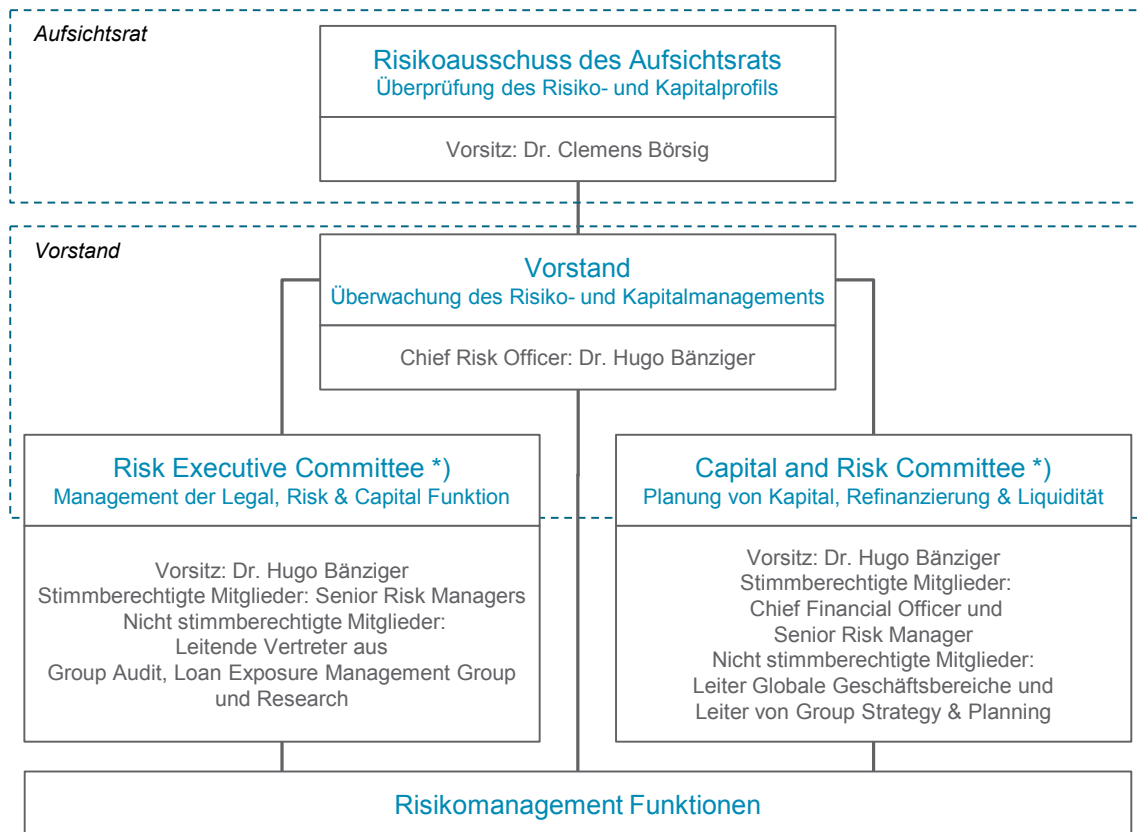 Aufsichtsrat
Risikoausschuss des Aufsichtsrats
Überprüfung des Risiko- und Kapitalprofils
Vorsitz: Dr. Clemens Börsig
Vorstand
Vorstand
Überwachung des Risiko- und Kapitalmanagements
Chief Risk Officer: Dr. Hugo Bänziger
Risk Executive Committee *)
Management der Legal, Risk & Capital Funktion
Vorsitz: Dr. Hugo Bänziger
Stimmberechtigte Mitglieder: Senior Risk Managers
Nicht stimmberechtigte Mitglieder:
Leitende Vertreter aus
Group Audit, Loan Exposure Management Group
und Research
Capital and Risk Committee *)
Planung von Kapital, Refinanzierung & Liquidität
Vorsitz: Dr. Hugo Bänziger
Stimmberechtigte Mitglieder:
Chief Financial Officer und
Senior Risk Manager
Nicht stimmberechtigte Mitglieder:
Leiter Globale Geschäftsbereiche und
Leiter von Group Strategy & Planning
Risikomanagement Funktionen